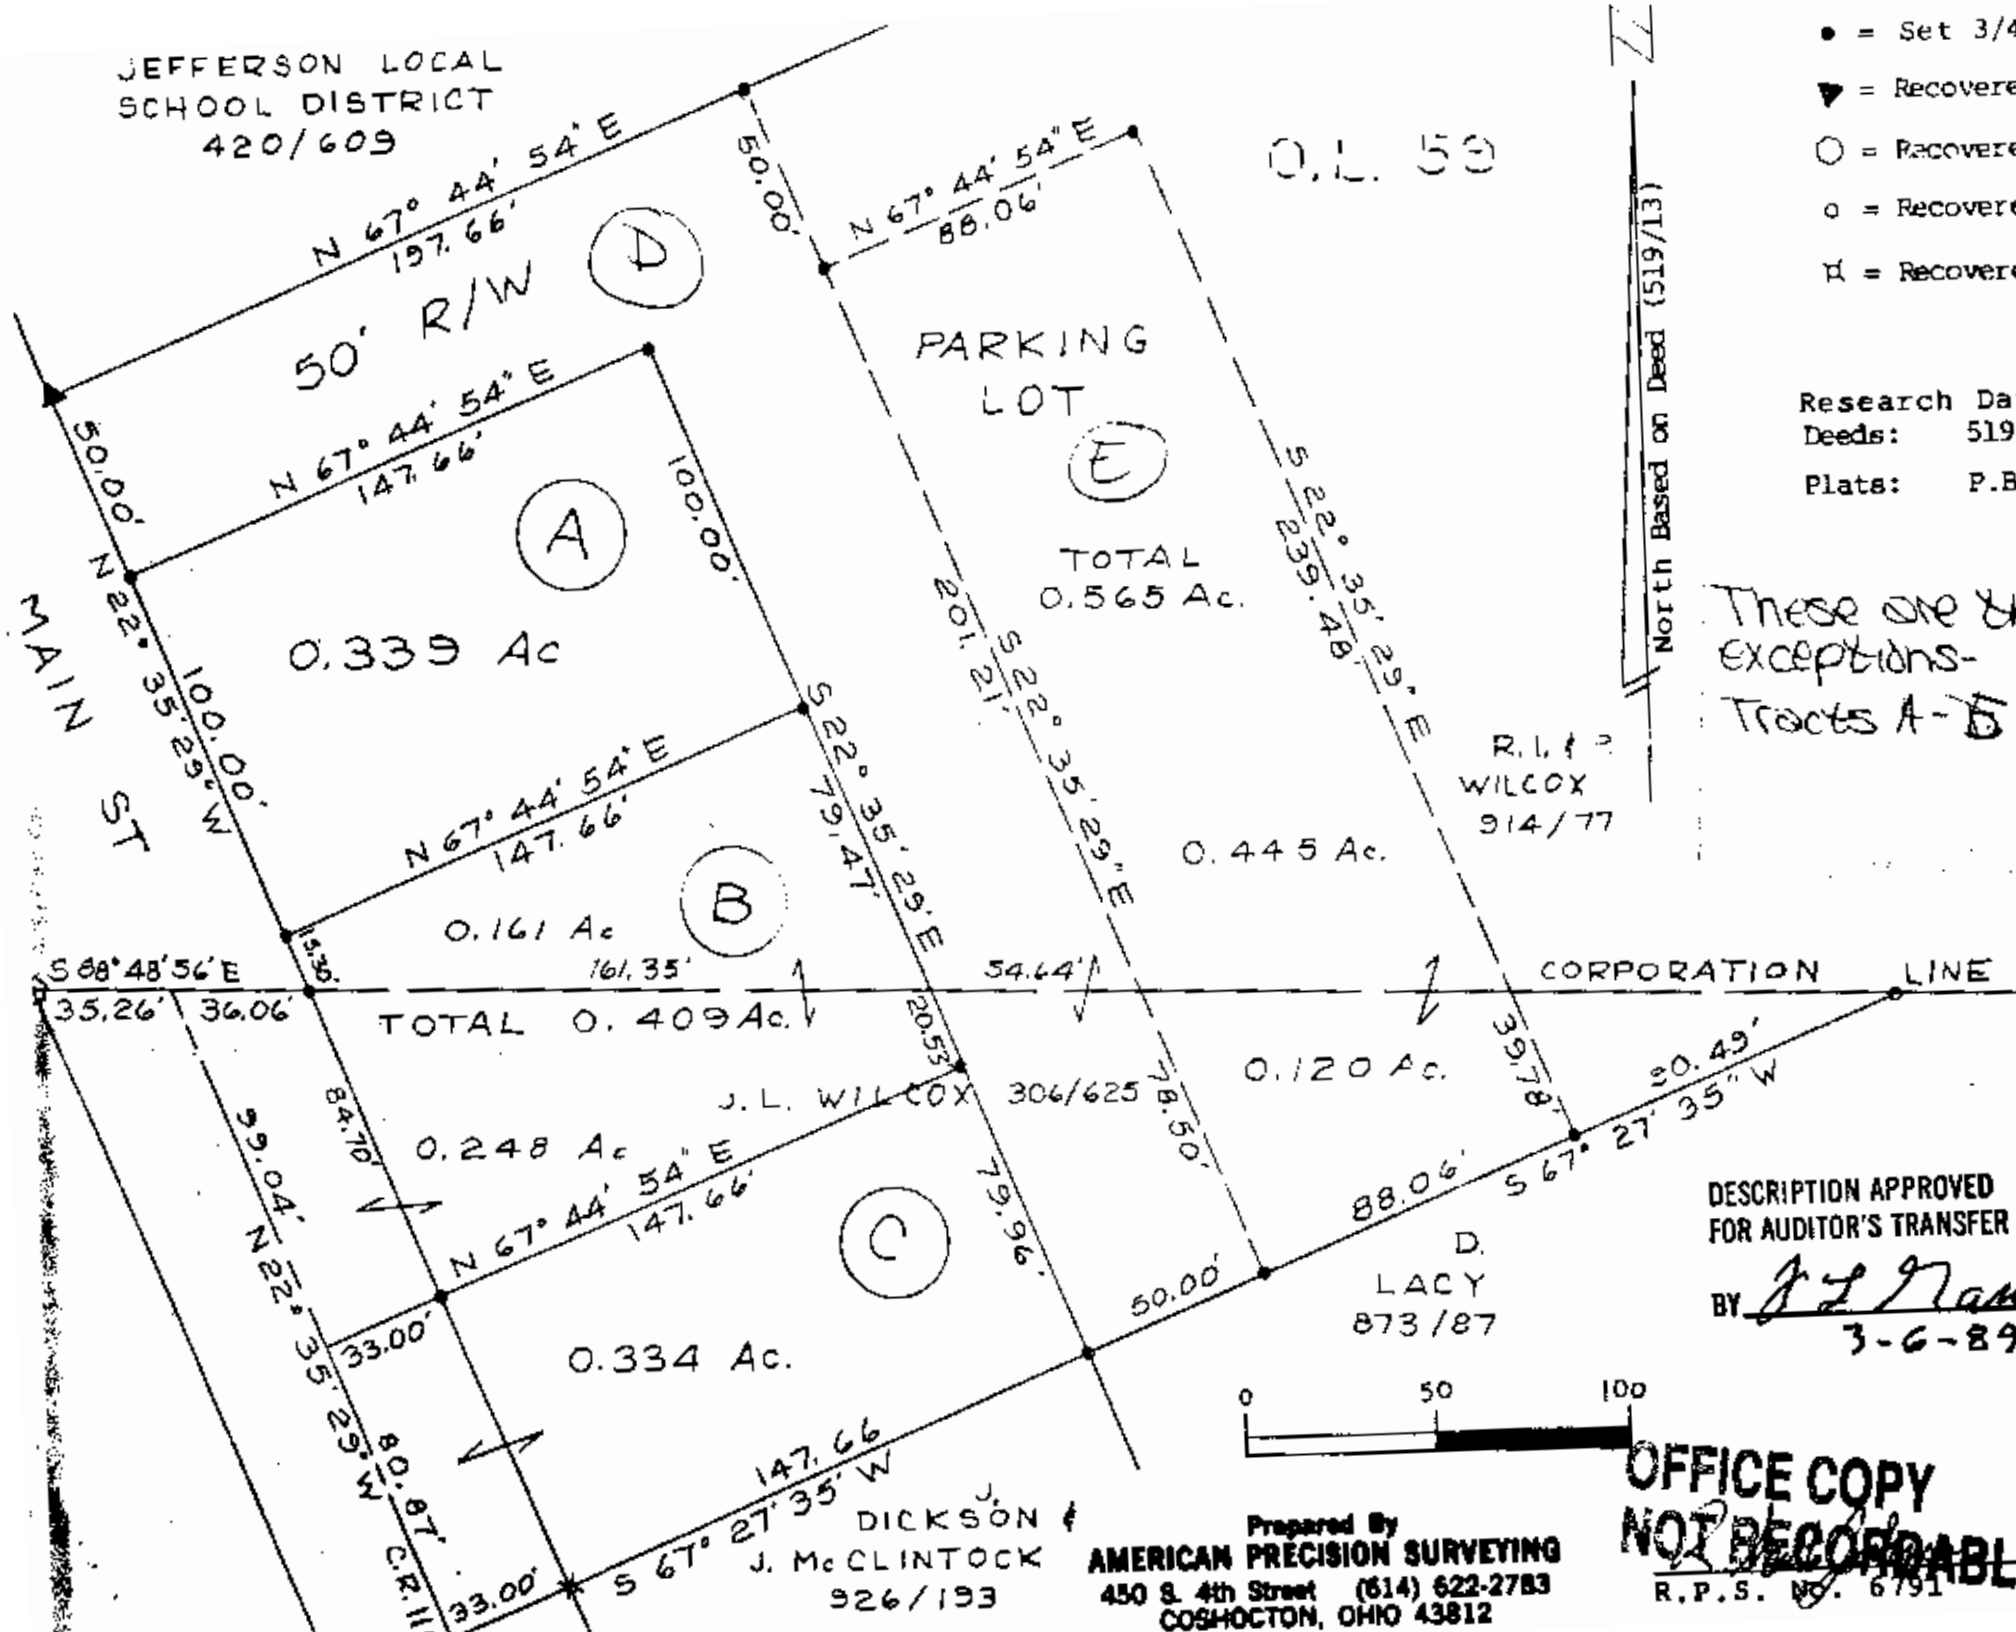 JEFFERSON LOCAL
SCHOOL DISTRICT
420/609
N 67° 44' 54" E
197.66'
50' R/W
D
50.00'
N 67° 44' 54" E
88.06'
O.L. 59
• = Set 3/4
= Recovere
= Recovere
= Recovere
= Recovere
North Based on Deed (519/13)
Research Da
Deeds: 519
Plats: P.B
These are
exceptions-
Tracts A-E
PARKING
LOT
E
TOTAL
0.565 Ac.
S 22° 35' 29" E
239.48'
S 22° 35' 29" E
201.21'
50.00'
N 67° 44' 54" E
147.66'
A
100.00'
0.339 Ac
N 22° 35' 29" W
100.00'
MAIN ST
S 22° 35' 29" E
79.47'
N 67° 44' 54" E
147.66'
B
0.161 Ac
15.30'
R.I. &
WILCOX
914/77
0.445 Ac.
S 88° 48' 56" E
161.35'
54.64'
CORPORATION LINE
35.26'
36.06'
TOTAL 0.409 Ac.
20.53'
39.78'
0.120 Ac.
J. L. WILCOX 306/625
78.50'
84.70'
99.04'
0.248 Ac
N 67° 44' 54" E
147.66'
79.96'
C
0.334 Ac.
33.00'
N 22° 35' 29" W
80.87'
C.R. 11
33.00'
S 67° 27' 35" W
147.66
50.00'
88.06'
S 67° 27' 35" W
0.49'
D.
LACY
873/87
J.
DICKSON &
J. McCLINTOCK
926/193
DESCRIPTION APPROVED
FOR AUDITOR'S TRANSFER
BY
3-6-89
0 50 100
Prepared By
AMERICAN PRECISION SURVEYING
450 S. 4th Street (614) 622-2783
COSHOCTON, OHIO 43812
OFFICE COPY
NOT RECORDABL
R.P.S. NO. 6791